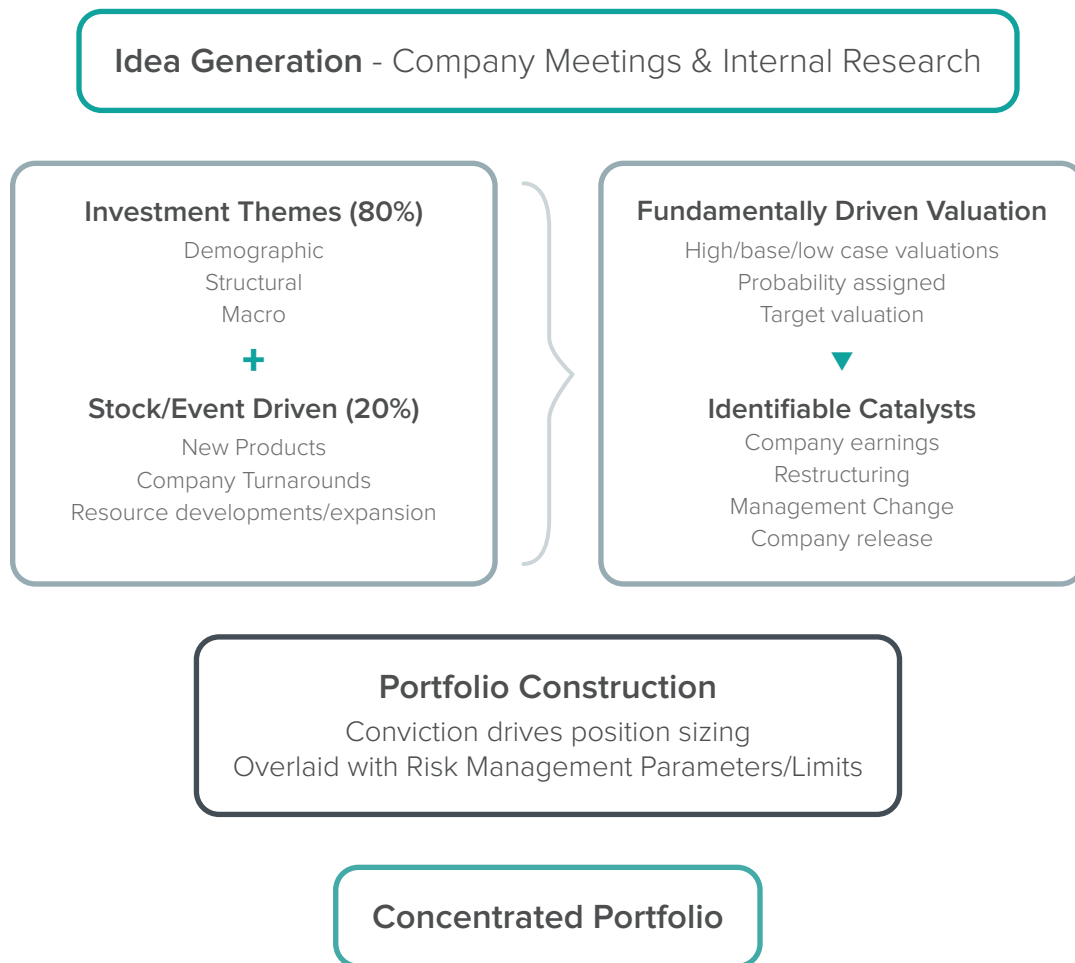 Idea Generation - Company Meetings & Internal Research
Investment Themes (80%)
Demographic
Structural
Macro
+
Stock/Event Driven (20%)
New Products
Company Turnarounds
Resource developments/expansion
Fundamentally Driven Valuation
High/base/low case valuations
Probability assigned
Target valuation
Identifiable Catalysts
Company earnings
Restructuring
Management Change
Company release
Portfolio Construction
Conviction drives position sizing
Overlaid with Risk Management Parameters/Limits
Concentrated Portfolio